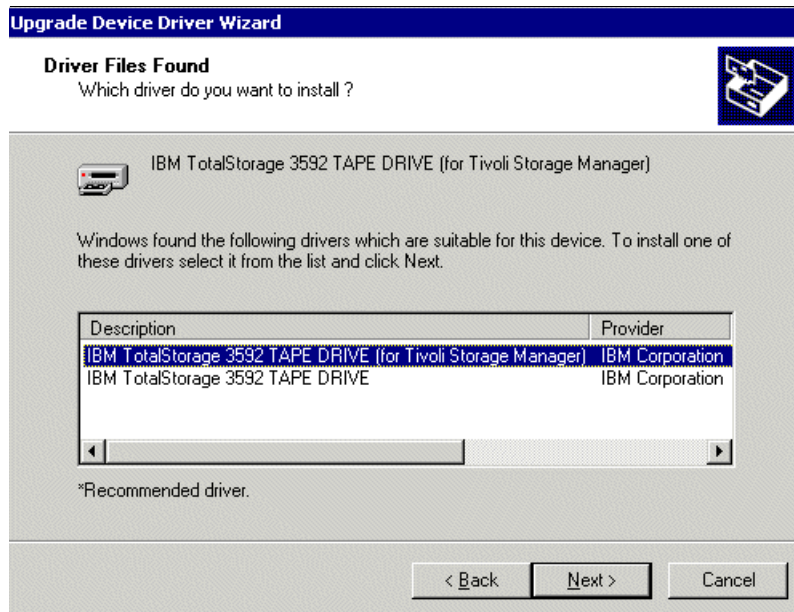 Upgrade Device Driver Wizard
Driver Files Found
Which driver do you want to install ?
IBM TotalStorage 3592 TAPE DRIVE (for Tivoli Storage Manager)
Windows found the following drivers which are suitable for this device. To install one of
these drivers select it from the list and click Next.
Description Provider
IBM TotalStorage 3592 TAPE DRIVE (for Tivoli Storage Manager) IBM Corporation
IBM TotalStorage 3592 TAPE DRIVE IBM Corporation
*Recommended driver.
< Back Next > Cancel